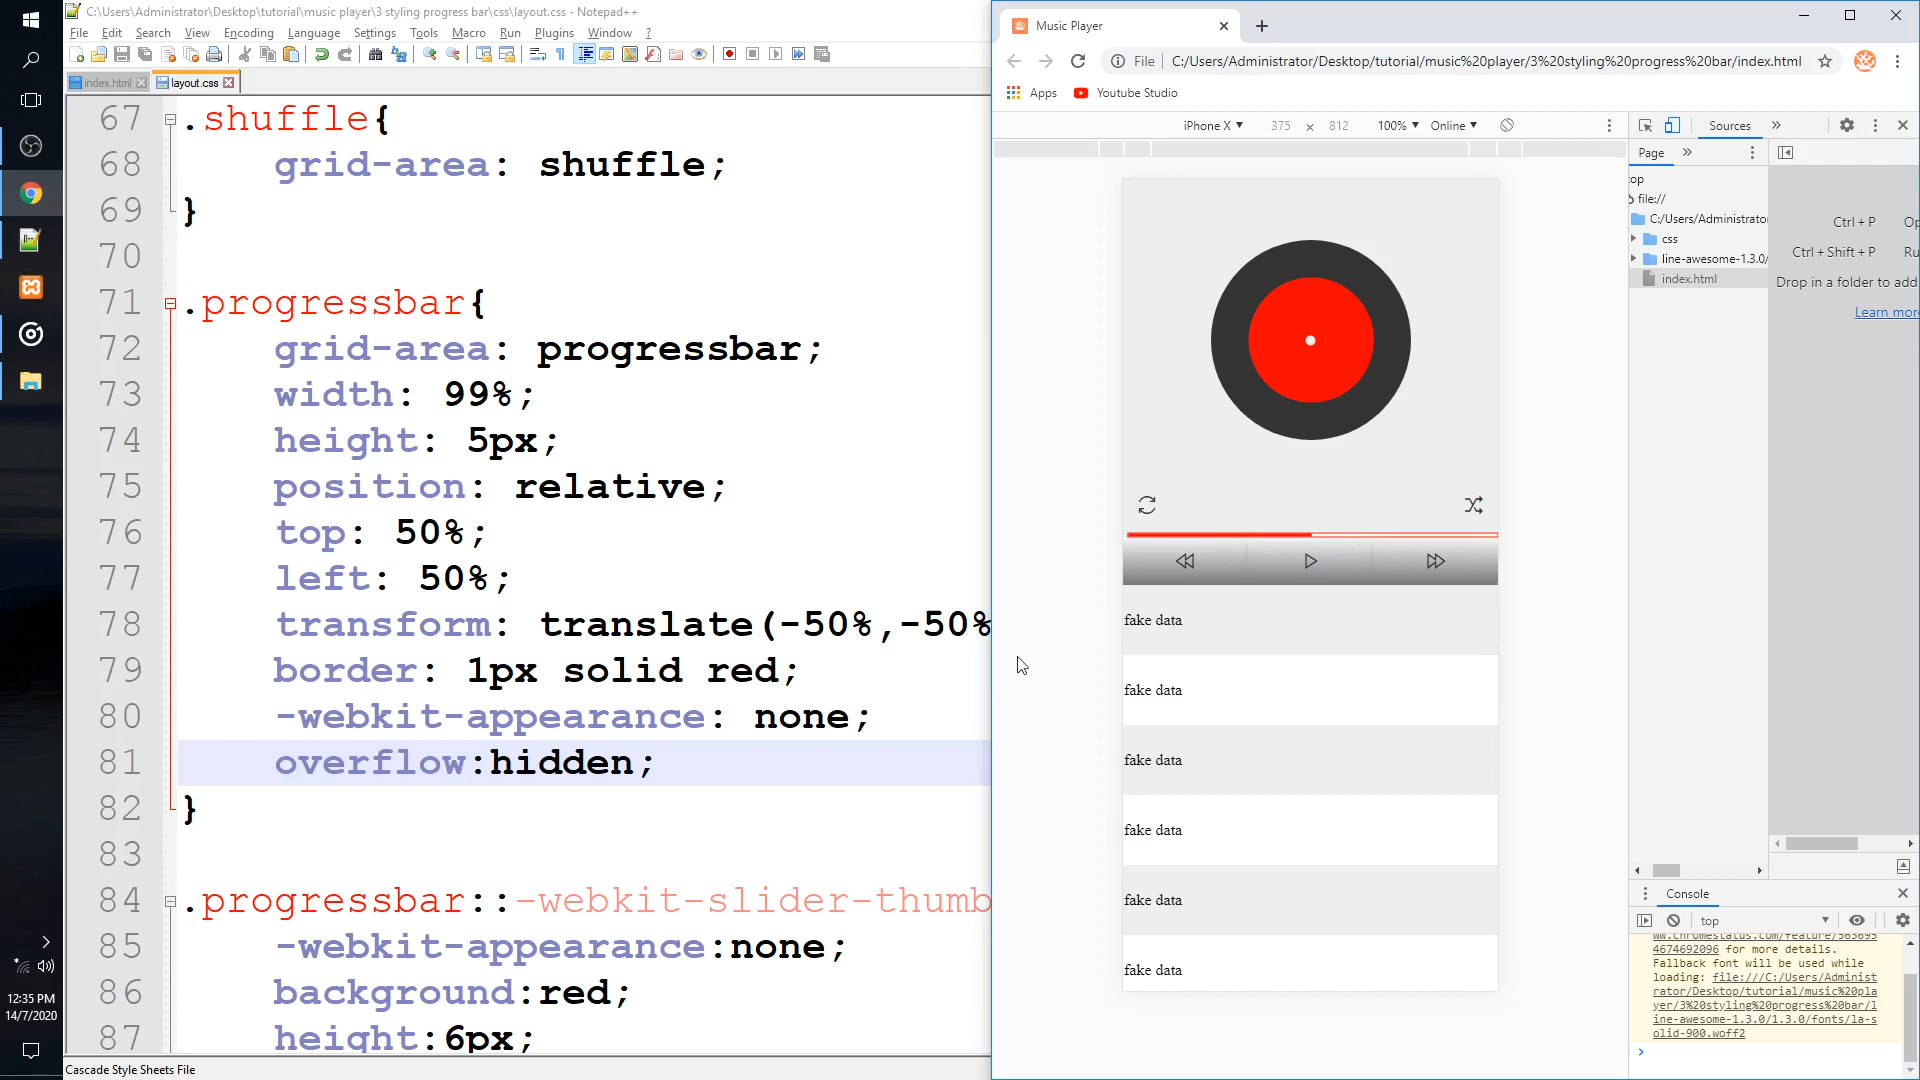 C:\Users\Administrator\Desktop\tutorial\music player\3 styling progress bar\css\layout.css - Notepad++
File Edit Search View Encoding Language Settings Tools Macro Run Plugins Window ?
index.html
layout.css
67 .shuffle{
68 grid-area: shuffle;
69 }
70
71 .progressbar{
72 grid-area: progressbar;
73 width: 99%;
74 height: 5px;
75 position: relative;
76 top: 50%;
77 left: 50%;
78 transform: translate(-50%,-50%
79 border: 1px solid red;
80 -webkit-appearance: none;
81 overflow:hidden;
82 }
83
84 .progressbar::-webkit-slider-thumb
85 -webkit-appearance:none;
86 background:red;
87 height:6px;
Cascade Style Sheets File
12:35 PM
14/7/2020
Music Player
File | C:/Users/Administrator/Desktop/tutorial/music%20player/3%20styling%20progress%20bar/index.html
Apps
Youtube Studio
iPhone X 375 x 812 100% Online
fake data
fake data
fake data
fake data
fake data
fake data
Sources
Page
top
file://
C:/Users/Administrato
css
line-awesome-1.3.0/
index.html
Ctrl + P Op
Ctrl + Shift + P Ru
Drop in a folder to add
Learn mor
Console
top
ww.chromestatus.com/feature/563695
4674692096 for more details.
Fallback font will be used while
loading: file:///C:/Users/Administ
rator/Desktop/tutorial/music%20pla
yer/3%20styling%20progress%20bar/l
ine-awesome-1.3.0/1.3.0/fonts/la-s
olid-900.woff2